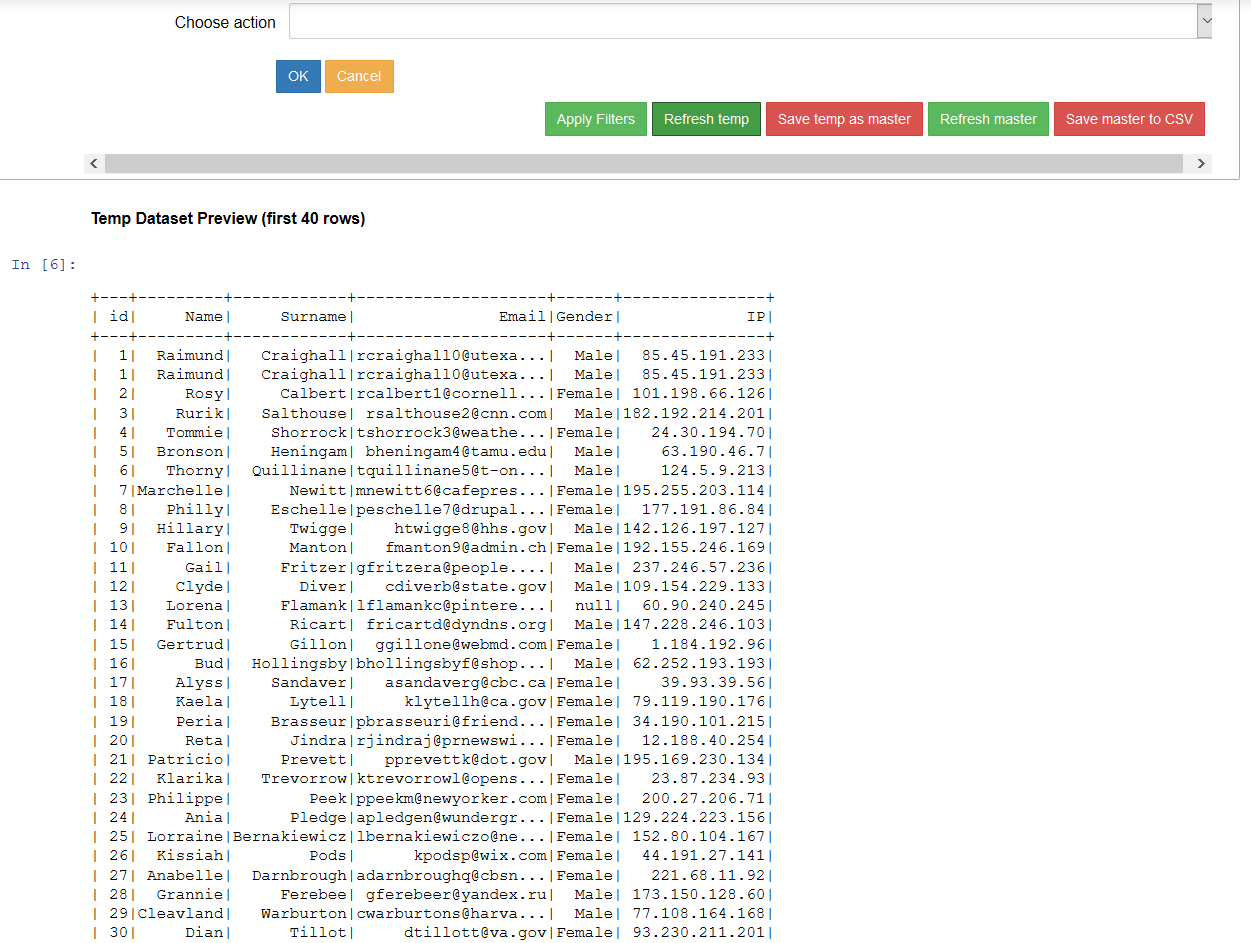 Choose action
OK Cancel
Apply Filters Refresh temp Save temp as master Refresh master Save master to CSV
Temp Dataset Preview (first 40 rows)
In [6]:
+---+---------+------------+--------------------+------+---------------+
| id|     Name|     Surname|               Email|Gender|             IP|
+---+---------+------------+--------------------+------+---------------+
|  1|  Raimund|   Craighall|rcraighall0@utexa...|  Male|  85.45.191.233|
|  1|  Raimund|   Craighall|rcraighall0@utexa...|  Male|  85.45.191.233|
|  2|     Rosy|     Calbert|rcalbert1@cornell...|Female| 101.198.66.126|
|  3|    Rurik|   Salthouse| rsalthouse2@cnn.com|  Male|182.192.214.201|
|  4|   Tommie|    Shorrock|tshorrock3@weathe...|Female|   24.30.194.70|
|  5|  Bronson|    Heningam| bheningam4@tamu.edu|  Male|    63.190.46.7|
|  6|   Thorny|  Quillinane|tquillinane5@t-on...|  Male|    124.5.9.213|
|  7|Marchelle|      Newitt|mnewitt6@cafepres...|Female|195.255.203.114|
|  8|   Philly|    Eschelle|peschelle7@drupal...|Female|  177.191.86.84|
|  9|  Hillary|      Twigge|    htwigge8@hhs.gov|  Male|142.126.197.127|
| 10|   Fallon|      Manton|   fmanton9@admin.ch|Female|192.155.246.169|
| 11|     Gail|     Fritzer|gfritzera@people....|  Male| 237.246.57.236|
| 12|    Clyde|       Diver|   cdiverb@state.gov|  Male|109.154.229.133|
| 13|   Lorena|     Flamank|lflamankc@pintere...|  null|  60.90.240.245|
| 14|   Fulton|      Ricart| fricartd@dyndns.org|  Male|147.228.246.103|
| 15|  Gertrud|      Gillon|  ggillone@webmd.com|Female|   1.184.192.96|
| 16|      Bud|  Hollingsby|bhollingsbyf@shop...|  Male| 62.252.193.193|
| 17|    Alyss|    Sandaver|   asandaverg@cbc.ca|Female|    39.93.39.56|
| 18|    Kaela|      Lytell|     klytellh@ca.gov|Female| 79.119.190.176|
| 19|    Peria|    Brasseur|pbrasseuri@friend...|Female| 34.190.101.215|
| 20|     Reta|      Jindra|rjindraj@prnewswi...|Female|  12.188.40.254|
| 21| Patricio|     Prevett|   pprevettk@dot.gov|  Male|195.169.230.134|
| 22|  Klarika|   Trevorrow|ktrevorrowl@opens...|Female|   23.87.234.93|
| 23| Philippe|        Peek|ppeekm@newyorker.com|Female|  200.27.206.71|
| 24|     Ania|      Pledge|apledgen@wundergr...|Female|129.224.223.156|
| 25| Lorraine|Bernakiewicz|lbernakiewiczo@ne...|Female| 152.80.104.167|
| 26|  Kissiah|        Pods|      kpodsp@wix.com|Female|  44.191.27.141|
| 27| Anabelle|  Darnbrough|adarnbroughq@cbsn...|Female|   221.68.11.92|
| 28|  Grannie|     Ferebee| gferebeer@yandex.ru|  Male| 173.150.128.60|
| 29|Cleavland|   Warburton|cwarburtons@harva...|  Male| 77.108.164.168|
| 30|     Dian|      Tillot|     dtillott@va.gov|Female| 93.230.211.201|